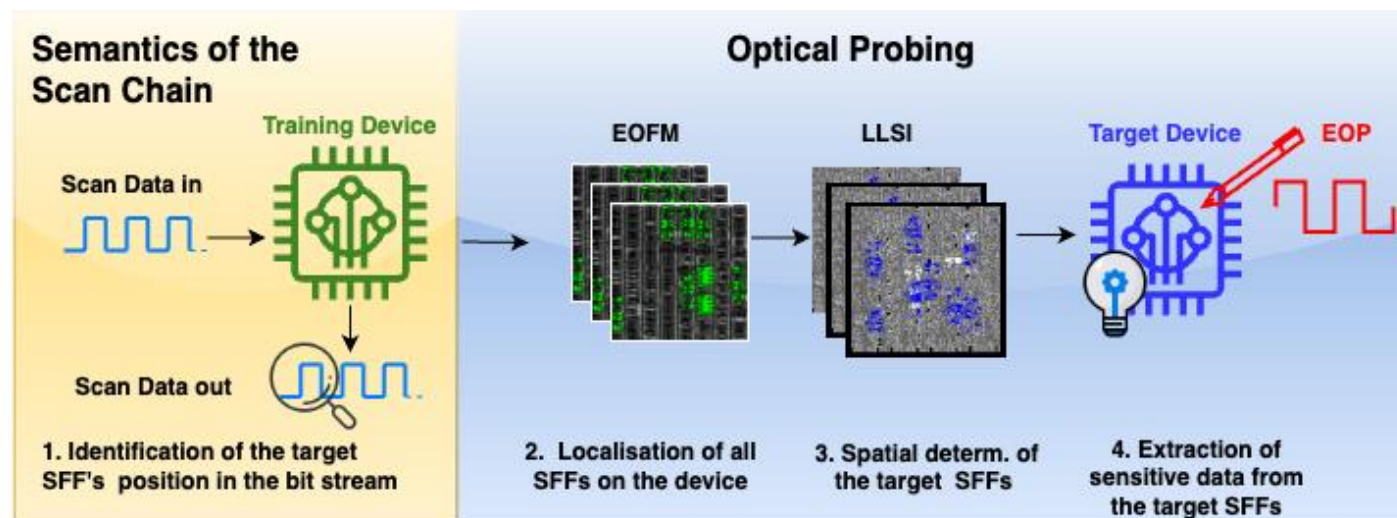 Semantics of the
Scan Chain
Training Device
Scan Data in
Scan Data out
1. Identification of the target
SFF's position in the bit stream
Optical Probing
EOFM
LLSI
Target Device
EOP
2. Localisation of all
SFFs on the device
3. Spatial determ. of
the target SFFs
4. Extraction of
sensitive data from
the target SFFs